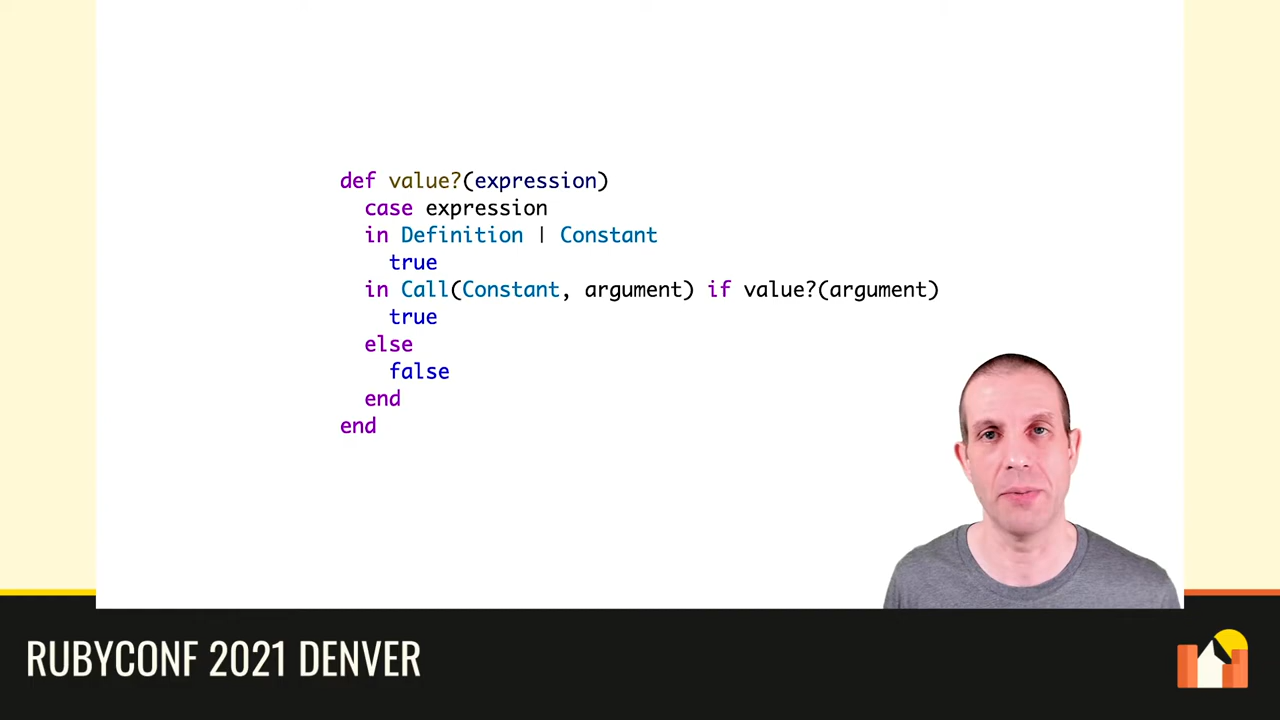 def value?(expression)
case expression
in Definition | Constant
true
in Call(Constant, argument) if value?(argument)
true
else
false
end
end
RUBYCONF 2021 DENVER